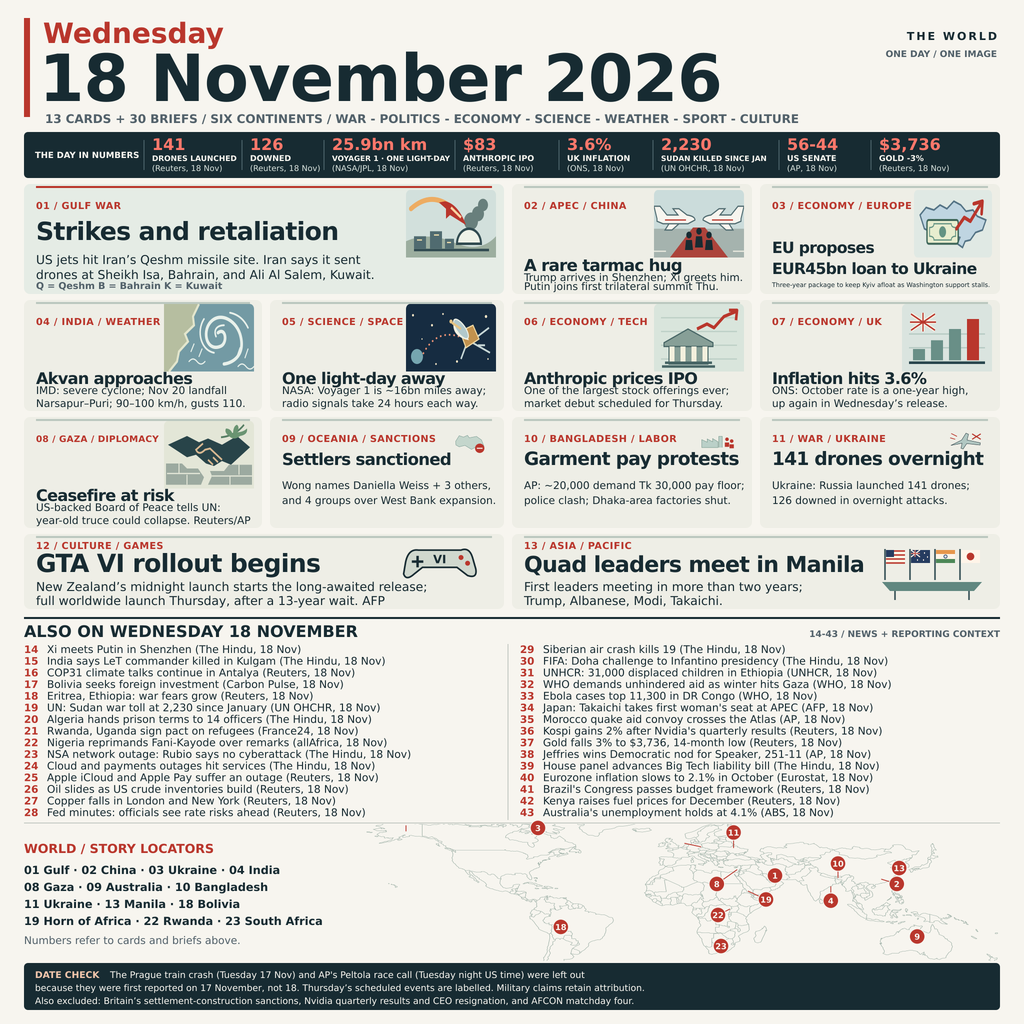 Wednesday
18 November 2026
THE WORLD
ONE DAY / ONE IMAGE
13 CARDS + 30 BRIEFS / SIX CONTINENTS / WAR - POLITICS - ECONOMY - SCIENCE - WEATHER - SPORT - CULTURE
THE DAY IN NUMBERS
141
DRONES LAUNCHED
(Reuters, 18 Nov)
126
DOWNED
(Reuters, 18 Nov)
25.9bn km
VOYAGER 1 · ONE LIGHT-DAY
(NASA/JPL, 18 Nov)
$83
ANTHROPIC IPO
(Reuters, 18 Nov)
3.6%
UK INFLATION
(ONS, 18 Nov)
2,230
SUDAN KILLED SINCE JAN
(UN OHCHR, 18 Nov)
56-44
US SENATE
(AP, 18 Nov)
$3,736
GOLD -3%
(Reuters, 18 Nov)
01 / GULF WAR
Strikes and retaliation
US jets hit Iran’s Qeshm missile site. Iran says it sent
drones at Sheikh Isa, Bahrain, and Ali Al Salem, Kuwait.
Q = Qeshm B = Bahrain K = Kuwait
02 / APEC / CHINA
A rare tarmac hug
Trump arrives in Shenzhen; Xi greets him.
Putin joins first trilateral summit Thu.
03 / ECONOMY / EUROPE
EU proposes
EUR45bn loan to Ukraine
Three-year package to keep Kyiv afloat as Washington support stalls.
04 / INDIA / WEATHER
Akvan approaches
IMD: severe cyclone; Nov 20 landfall
Narsapur–Puri; 90–100 km/h, gusts 110.
05 / SCIENCE / SPACE
One light-day away
NASA: Voyager 1 is ~16bn miles away;
radio signals take 24 hours each way.
06 / ECONOMY / TECH
Anthropic prices IPO
One of the largest stock offerings ever;
market debut scheduled for Thursday.
07 / ECONOMY / UK
Inflation hits 3.6%
ONS: October rate is a one-year high,
up again in Wednesday’s release.
08 / GAZA / DIPLOMACY
Ceasefire at risk
US-backed Board of Peace tells UN:
year-old truce could collapse. Reuters/AP
09 / OCEANIA / SANCTIONS
Settlers sanctioned
Wong names Daniella Weiss + 3 others,
and 4 groups over West Bank expansion.
10 / BANGLADESH / LABOR
Garment pay protests
AP: ~20,000 demand Tk 30,000 pay floor;
police clash; Dhaka-area factories shut.
11 / WAR / UKRAINE
141 drones overnight
Ukraine: Russia launched 141 drones;
126 downed in overnight attacks.
12 / CULTURE / GAMES
GTA VI rollout begins
New Zealand’s midnight launch starts the long-awaited release;
full worldwide launch Thursday, after a 13-year wait. AFP
VI
13 / ASIA / PACIFIC
Quad leaders meet in Manila
First leaders meeting in more than two years;
Trump, Albanese, Modi, Takaichi.
ALSO ON WEDNESDAY 18 NOVEMBER
14-43 / NEWS + REPORTING CONTEXT
14 Xi meets Putin in Shenzhen (The Hindu, 18 Nov)
15 India says LeT commander killed in Kulgam (The Hindu, 18 Nov)
16 COP31 climate talks continue in Antalya (Reuters, 18 Nov)
17 Bolivia seeks foreign investment (Carbon Pulse, 18 Nov)
18 Eritrea, Ethiopia: war fears grow (Reuters, 18 Nov)
19 UN: Sudan war toll at 2,230 since January (UN OHCHR, 18 Nov)
20 Algeria hands prison terms to 14 officers (The Hindu, 18 Nov)
21 Rwanda, Uganda sign pact on refugees (France24, 18 Nov)
22 Nigeria reprimands Fani-Kayode over remarks (allAfrica, 18 Nov)
23 NSA network outage: Rubio says no cyberattack (The Hindu, 18 Nov)
24 Cloud and payments outages hit services (The Hindu, 18 Nov)
25 Apple iCloud and Apple Pay suffer an outage (Reuters, 18 Nov)
26 Oil slides as US crude inventories build (Reuters, 18 Nov)
27 Copper falls in London and New York (Reuters, 18 Nov)
28 Fed minutes: officials see rate risks ahead (Reuters, 18 Nov)
29 Siberian air crash kills 19 (The Hindu, 18 Nov)
30 FIFA: Doha challenge to Infantino presidency (The Hindu, 18 Nov)
31 UNHCR: 31,000 displaced children in Ethiopia (UNHCR, 18 Nov)
32 WHO demands unhindered aid as winter hits Gaza (WHO, 18 Nov)
33 Ebola cases top 11,300 in DR Congo (WHO, 18 Nov)
34 Japan: Takaichi takes first woman's seat at APEC (AFP, 18 Nov)
35 Morocco quake aid convoy crosses the Atlas (AP, 18 Nov)
36 Kospi gains 2% after Nvidia's quarterly results (Reuters, 18 Nov)
37 Gold falls 3% to $3,736, 14-month low (Reuters, 18 Nov)
38 Jeffries wins Democratic nod for Speaker, 251-11 (AP, 18 Nov)
39 House panel advances Big Tech liability bill (The Hindu, 18 Nov)
40 Eurozone inflation slows to 2.1% in October (Eurostat, 18 Nov)
41 Brazil's Congress passes budget framework (Reuters, 18 Nov)
42 Kenya raises fuel prices for December (Reuters, 18 Nov)
43 Australia's unemployment holds at 4.1% (ABS, 18 Nov)
WORLD / STORY LOCATORS
01 Gulf · 02 China · 03 Ukraine · 04 India
08 Gaza · 09 Australia · 10 Bangladesh
11 Ukraine · 13 Manila · 18 Bolivia
19 Horn of Africa · 22 Rwanda · 23 South Africa
Numbers refer to cards and briefs above.
3
11
10
13
1
2
8
19
4
22
18
9
23
DATE CHECK The Prague train crash (Tuesday 17 Nov) and AP's Peltola race call (Tuesday night US time) were left out
because they were first reported on 17 November, not 18. Thursday’s scheduled events are labelled. Military claims retain attribution.
Also excluded: Britain’s settlement-construction sanctions, Nvidia quarterly results and CEO resignation, and AFCON matchday four.